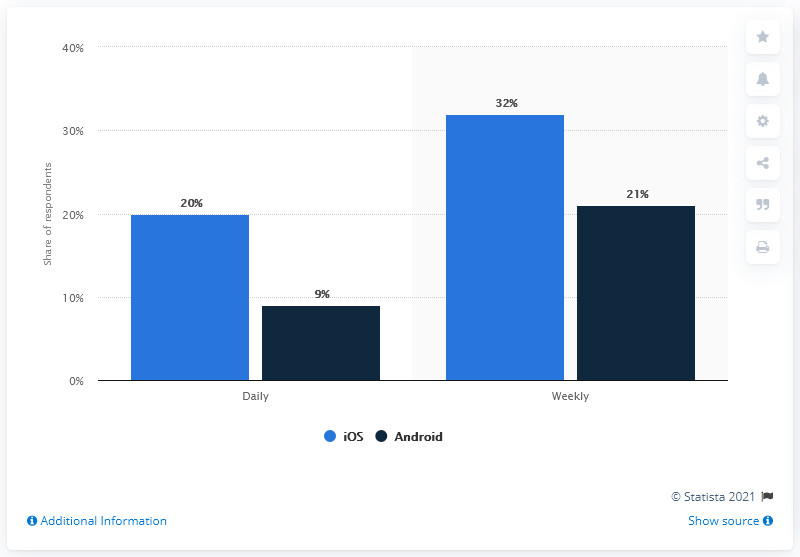 40%
30%
20%
10%
0%
Share of respondents
20%
9%
32%
21%
Daily
Weekly
iOS
Android
© Statista 2021
Additional Information
Show source